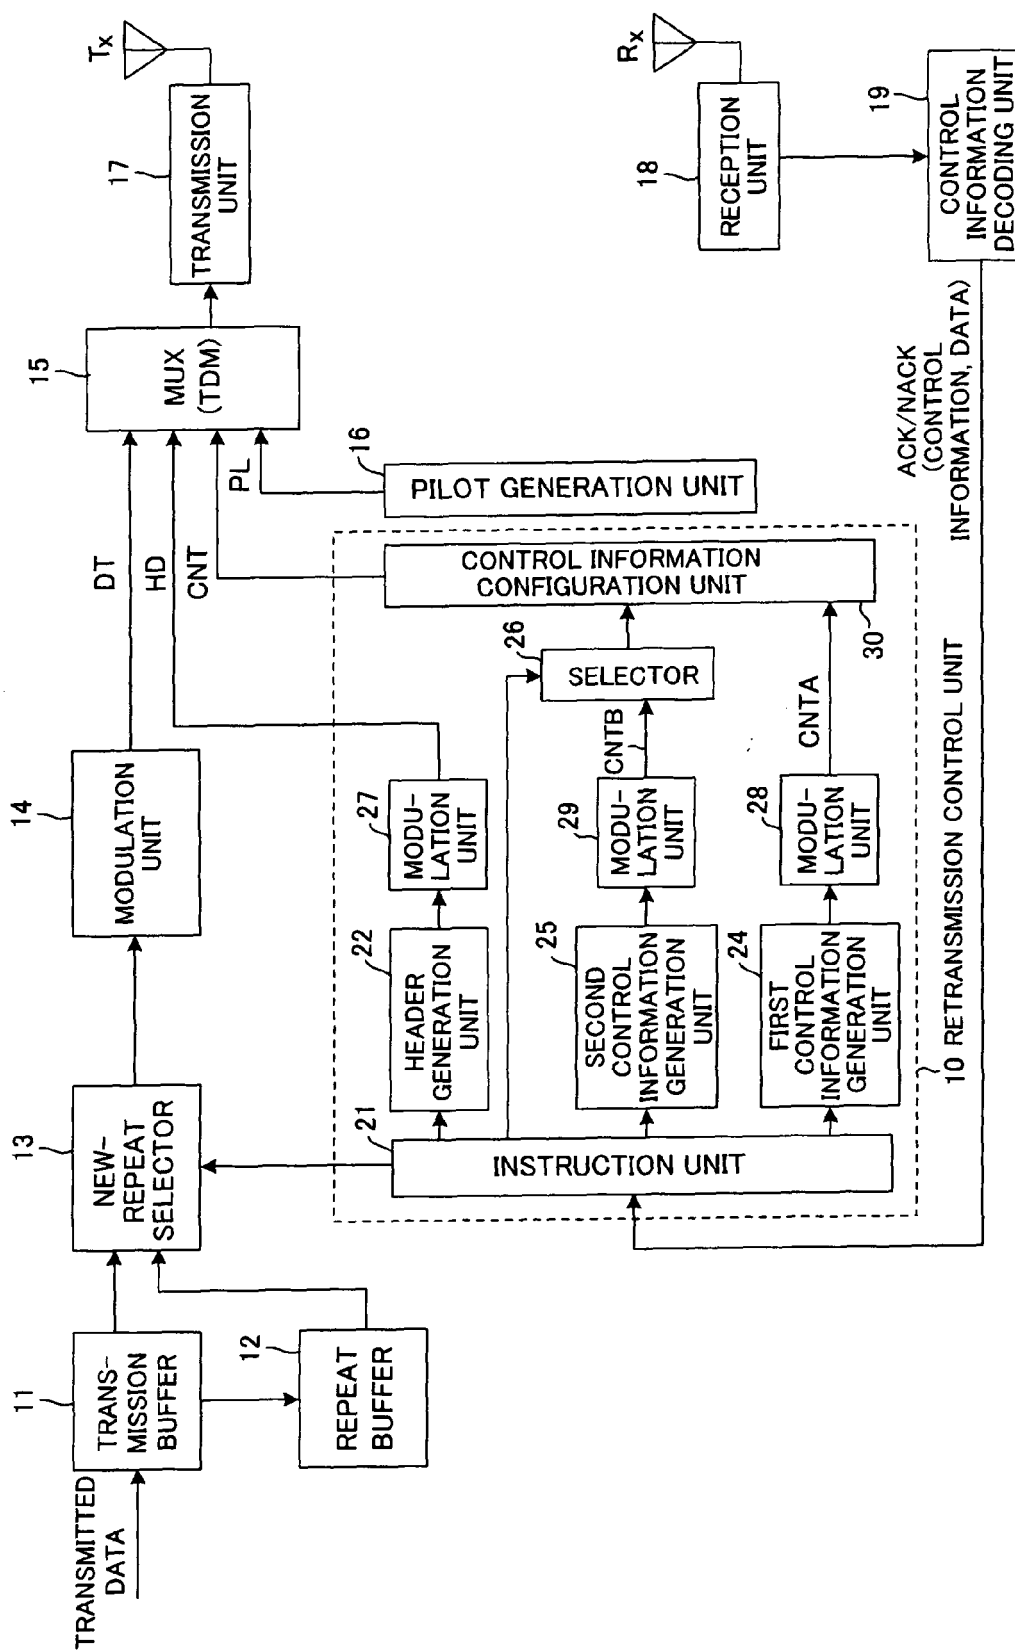 TRANSMITTED
DATA
11
TRANS-
MISSION
BUFFER
12
REPEAT
BUFFER
13
NEW-
REPEAT
SELECTOR
14
MODULATION
UNIT
DT
HD
CNT
PL
15
MUX
(TDM)
17
TRANSMISSION
UNIT
Tx
16
PILOT GENERATION UNIT
21
INSTRUCTION UNIT
22
HEADER
GENERATION
UNIT
27
MODU-
LATION
UNIT
25
SECOND
CONTROL
INFORMATION
GENERATION
UNIT
29
MODU-
LATION
UNIT
CNTB
26
SELECTOR
24
FIRST
CONTROL
INFORMATION
GENERATION
UNIT
28
MODU-
LATION
UNIT
CNTA
CONTROL INFORMATION
CONFIGURATION UNIT
30
10 RETRANSMISSION CONTROL UNIT
Rx
18
RECEPTION
UNIT
19
CONTROL
INFORMATION
DECODING UNIT
ACK/NACK
(CONTROL
INFORMATION, DATA)